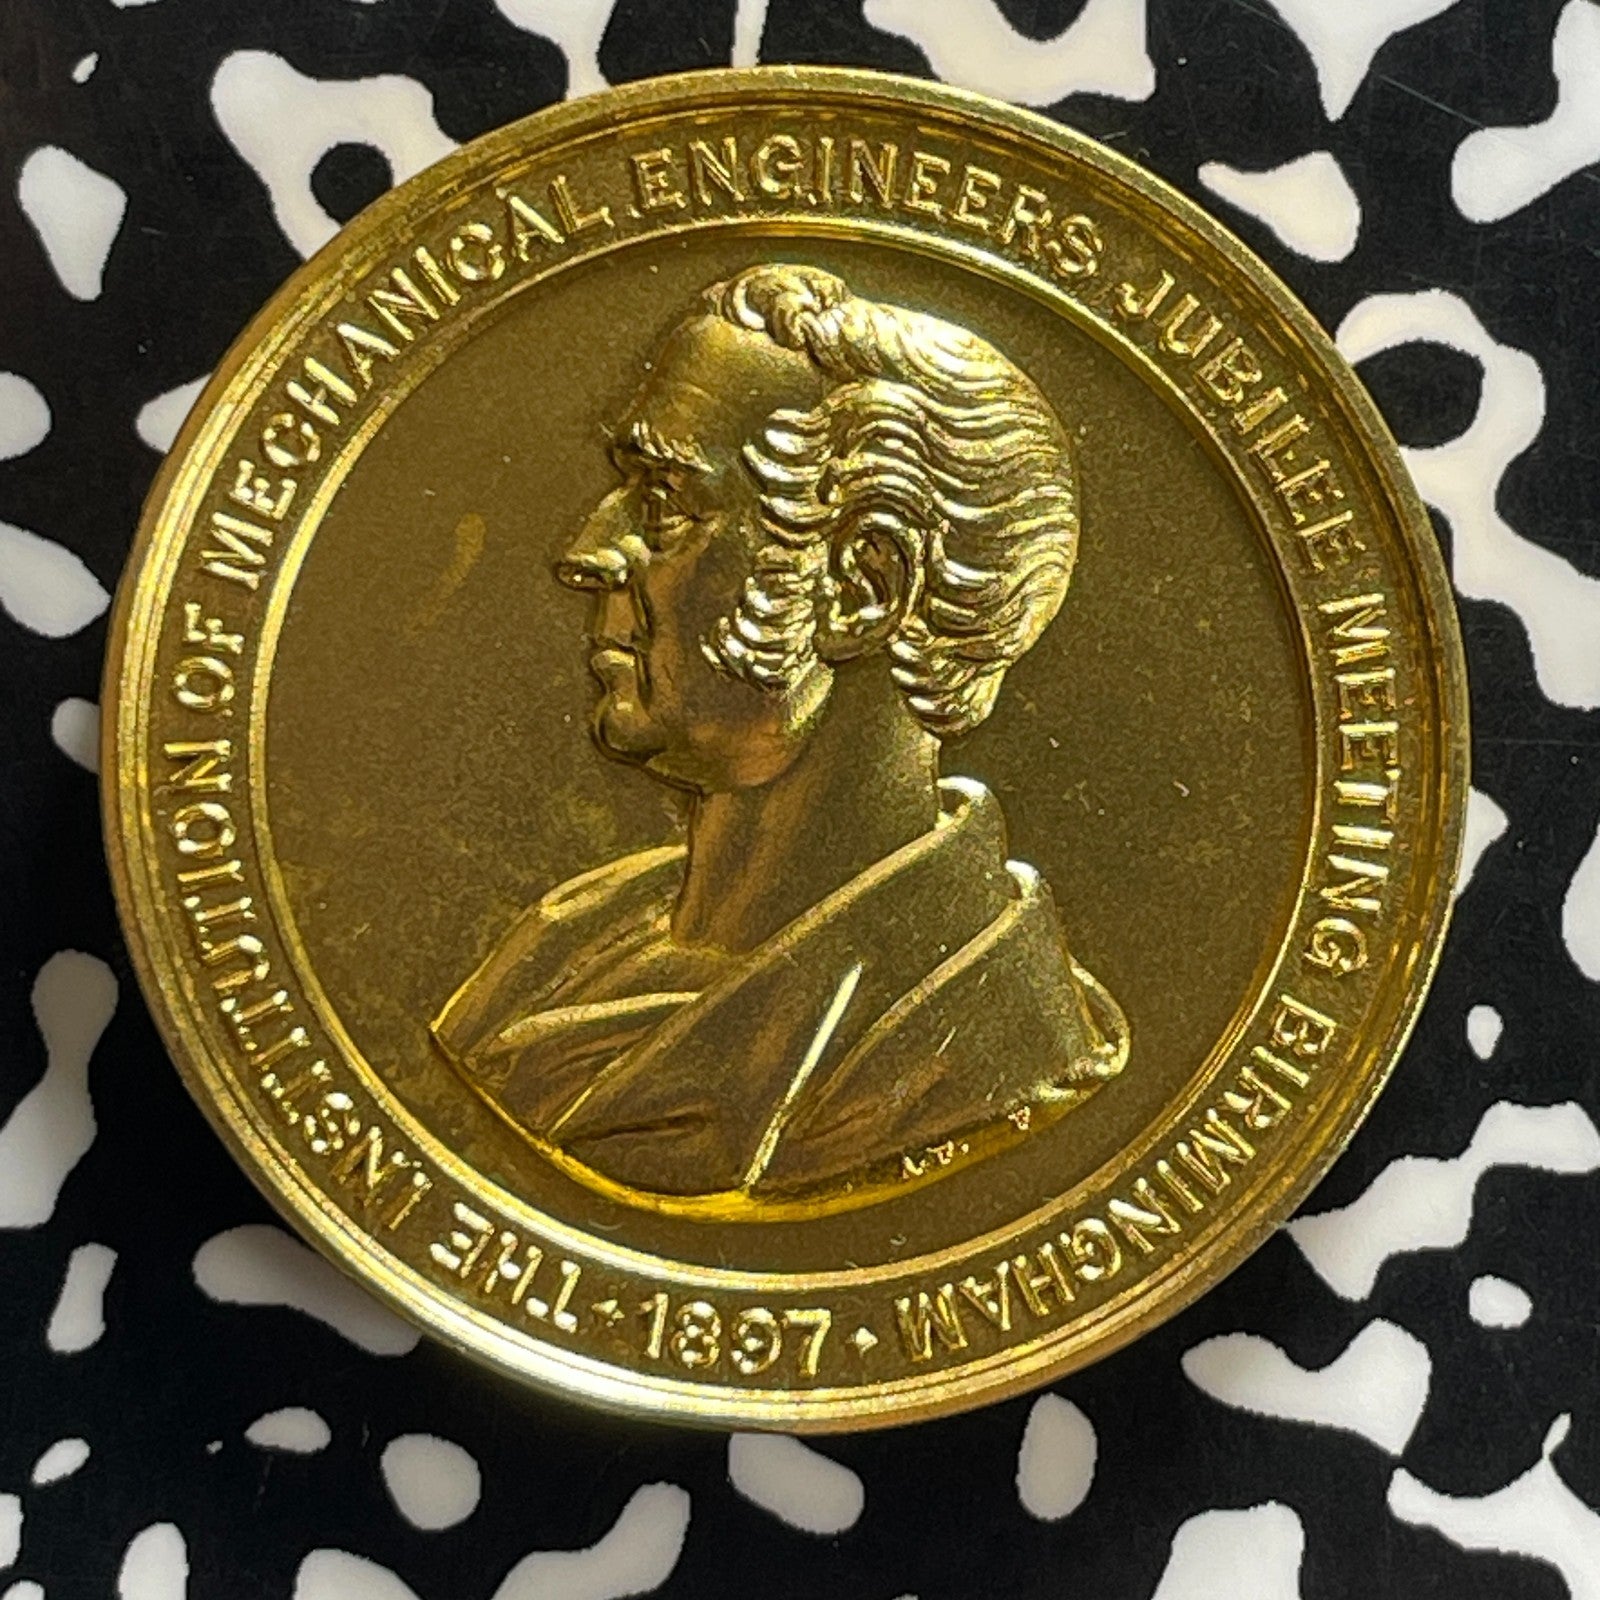 THE INSTITUTION OF MECHANICAL ENGINEERS JUBILEE MEETING BIRMINGHAM
• 1897 •